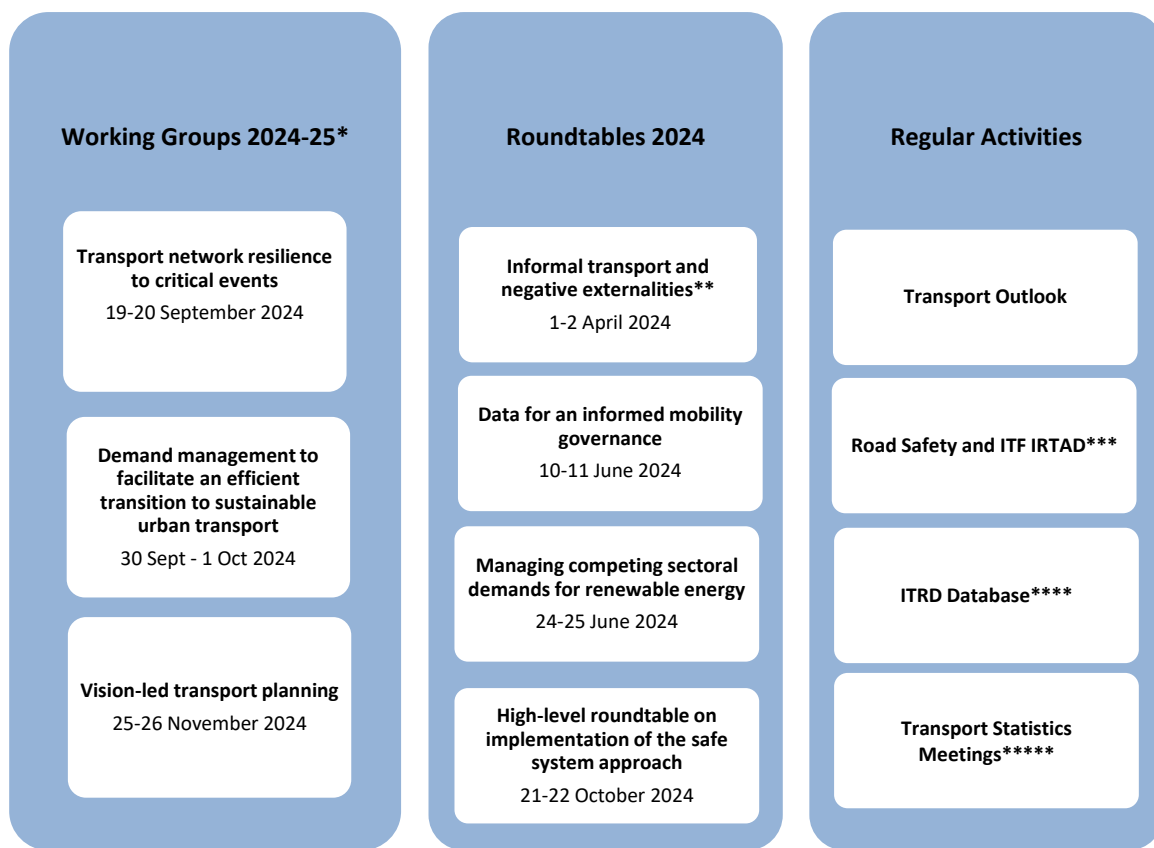 Working Groups 2024-25*
Transport network resilience
to critical events
19-20 September 2024
Demand management to
facilitate an efficient
transition to sustainable
urban transport
30 Sept - 1 Oct 2024
Vision-led transport planning
25-26 November 2024
Roundtables 2024
Informal transport and
negative externalities**
1-2 April 2024
Data for an informed mobility
governance
10-11 June 2024
Managing competing sectoral
demands for renewable energy
24-25 June 2024
High-level roundtable on
implementation of the safe
system approach
21-22 October 2024
Regular Activities
Transport Outlook
Road Safety and ITF IRTAD***
ITRD Database****
Transport Statistics
Meetings*****